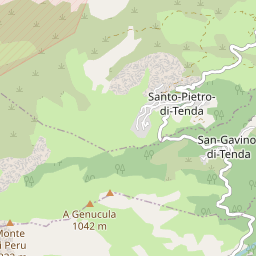 Santo-Pietro-
di-Tenda
San-Gavino
di-Tenda
A Genucula
1042 m
Monte
i Peru